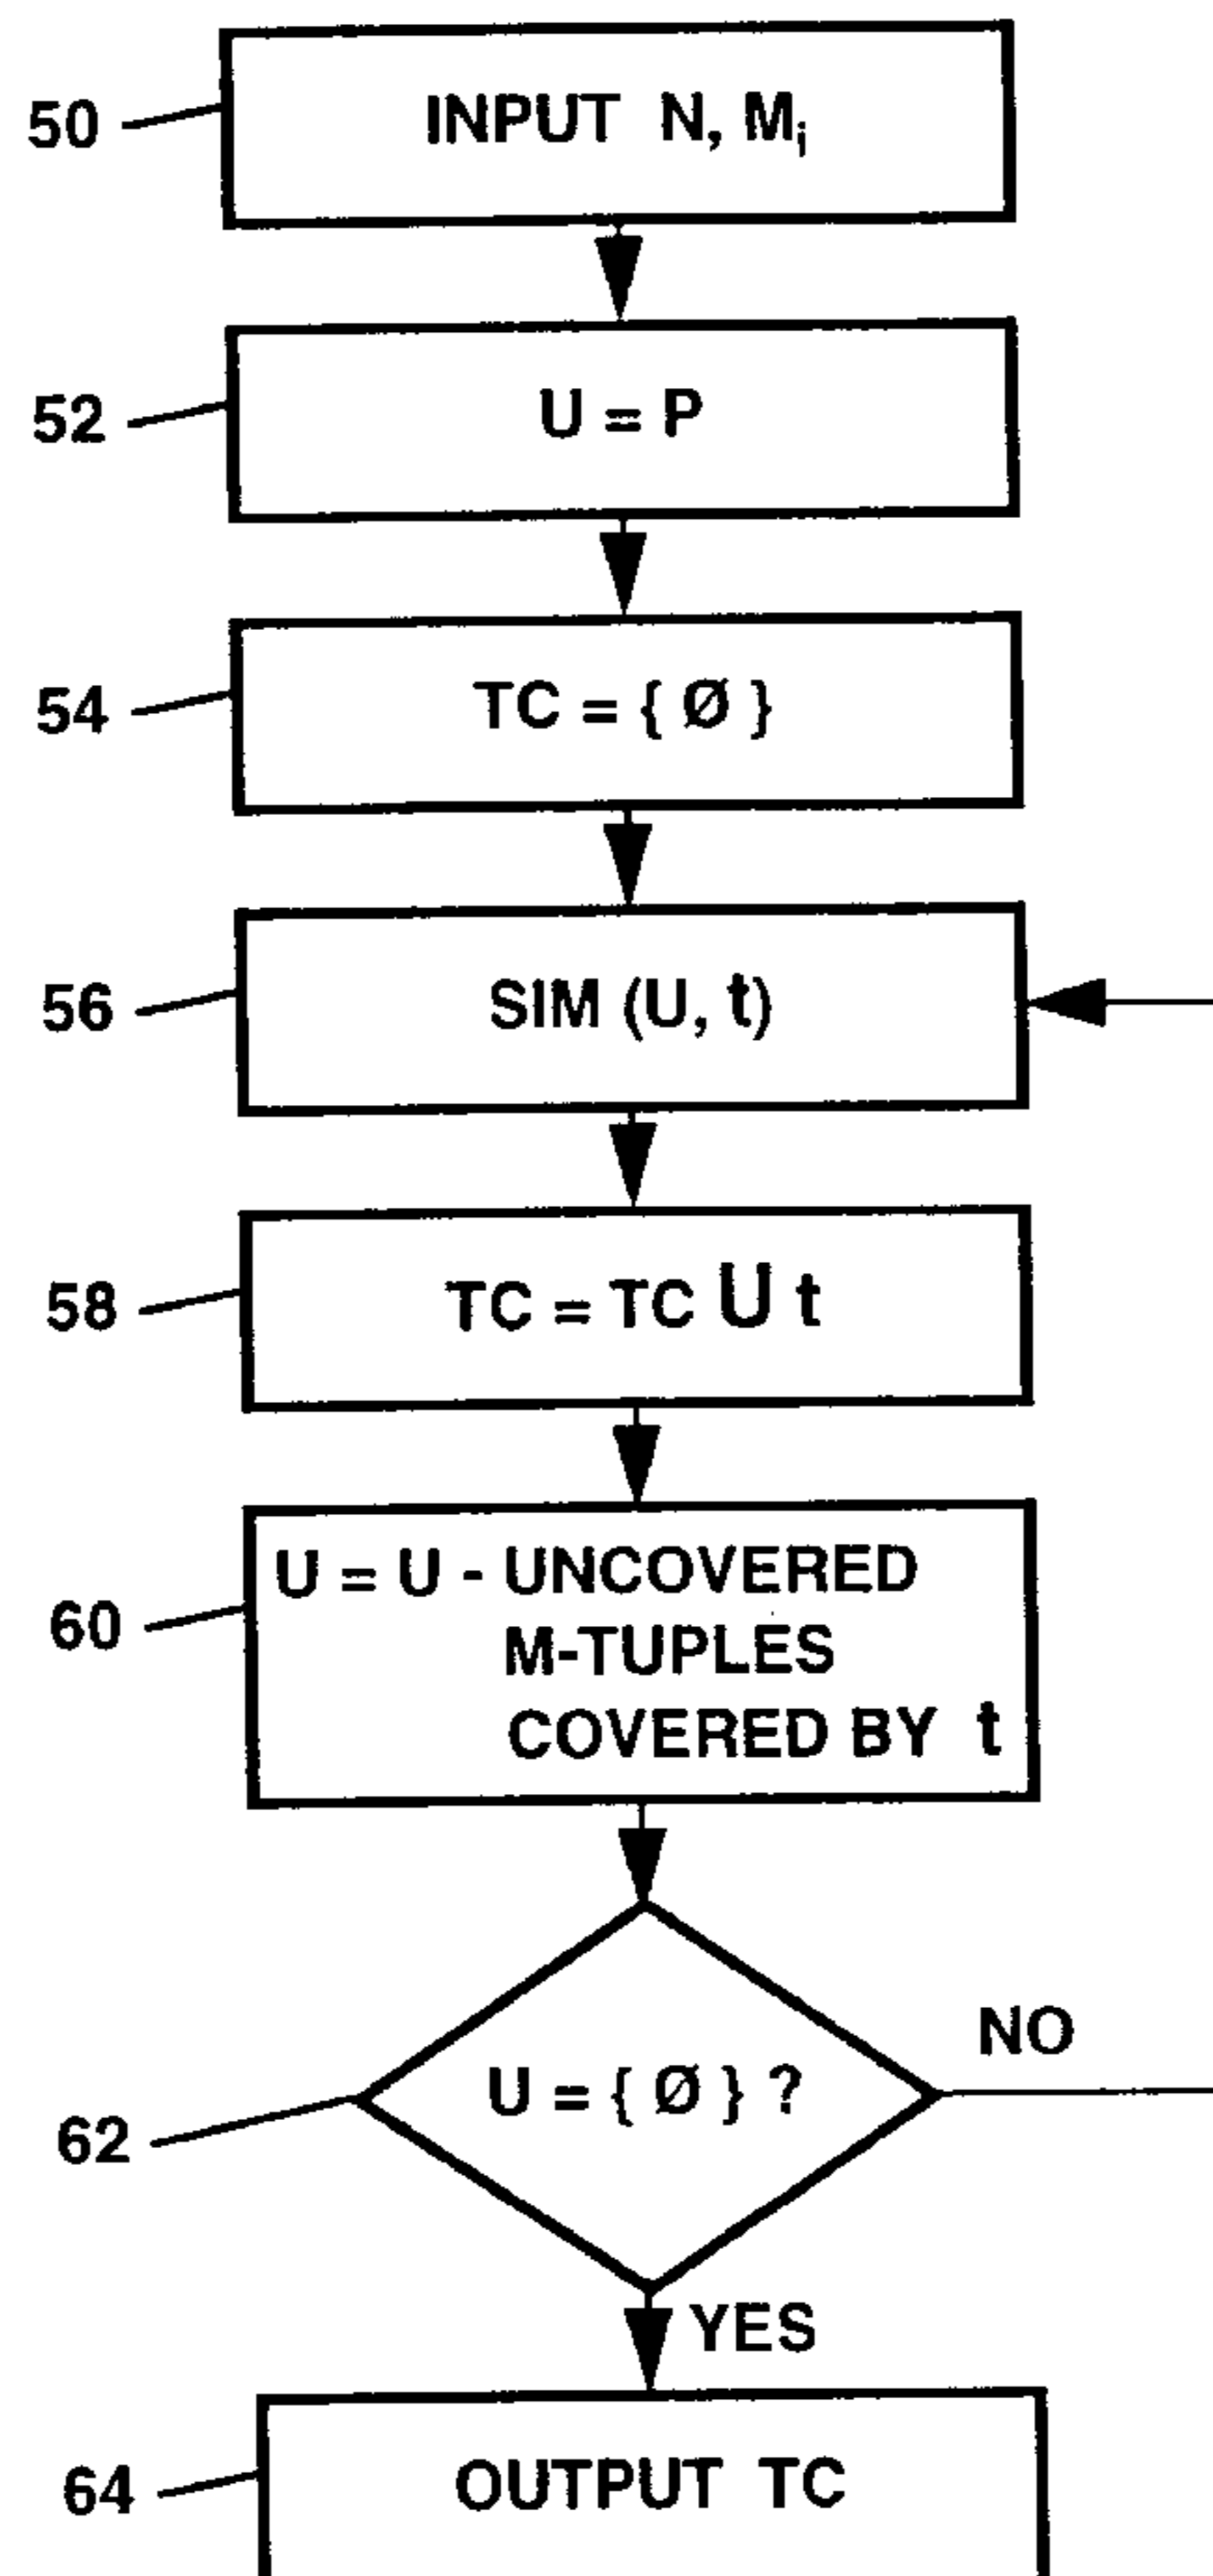 50 INPUT N, Mi
52 U = P
54 TC = { Ø }
56 SIM (U, t)
58 TC = TC U t
U = U - UNCOVERED
60 M-TUPLES
COVERED BY t
NO
62 U = { Ø } ?
YES
64 OUTPUT TC